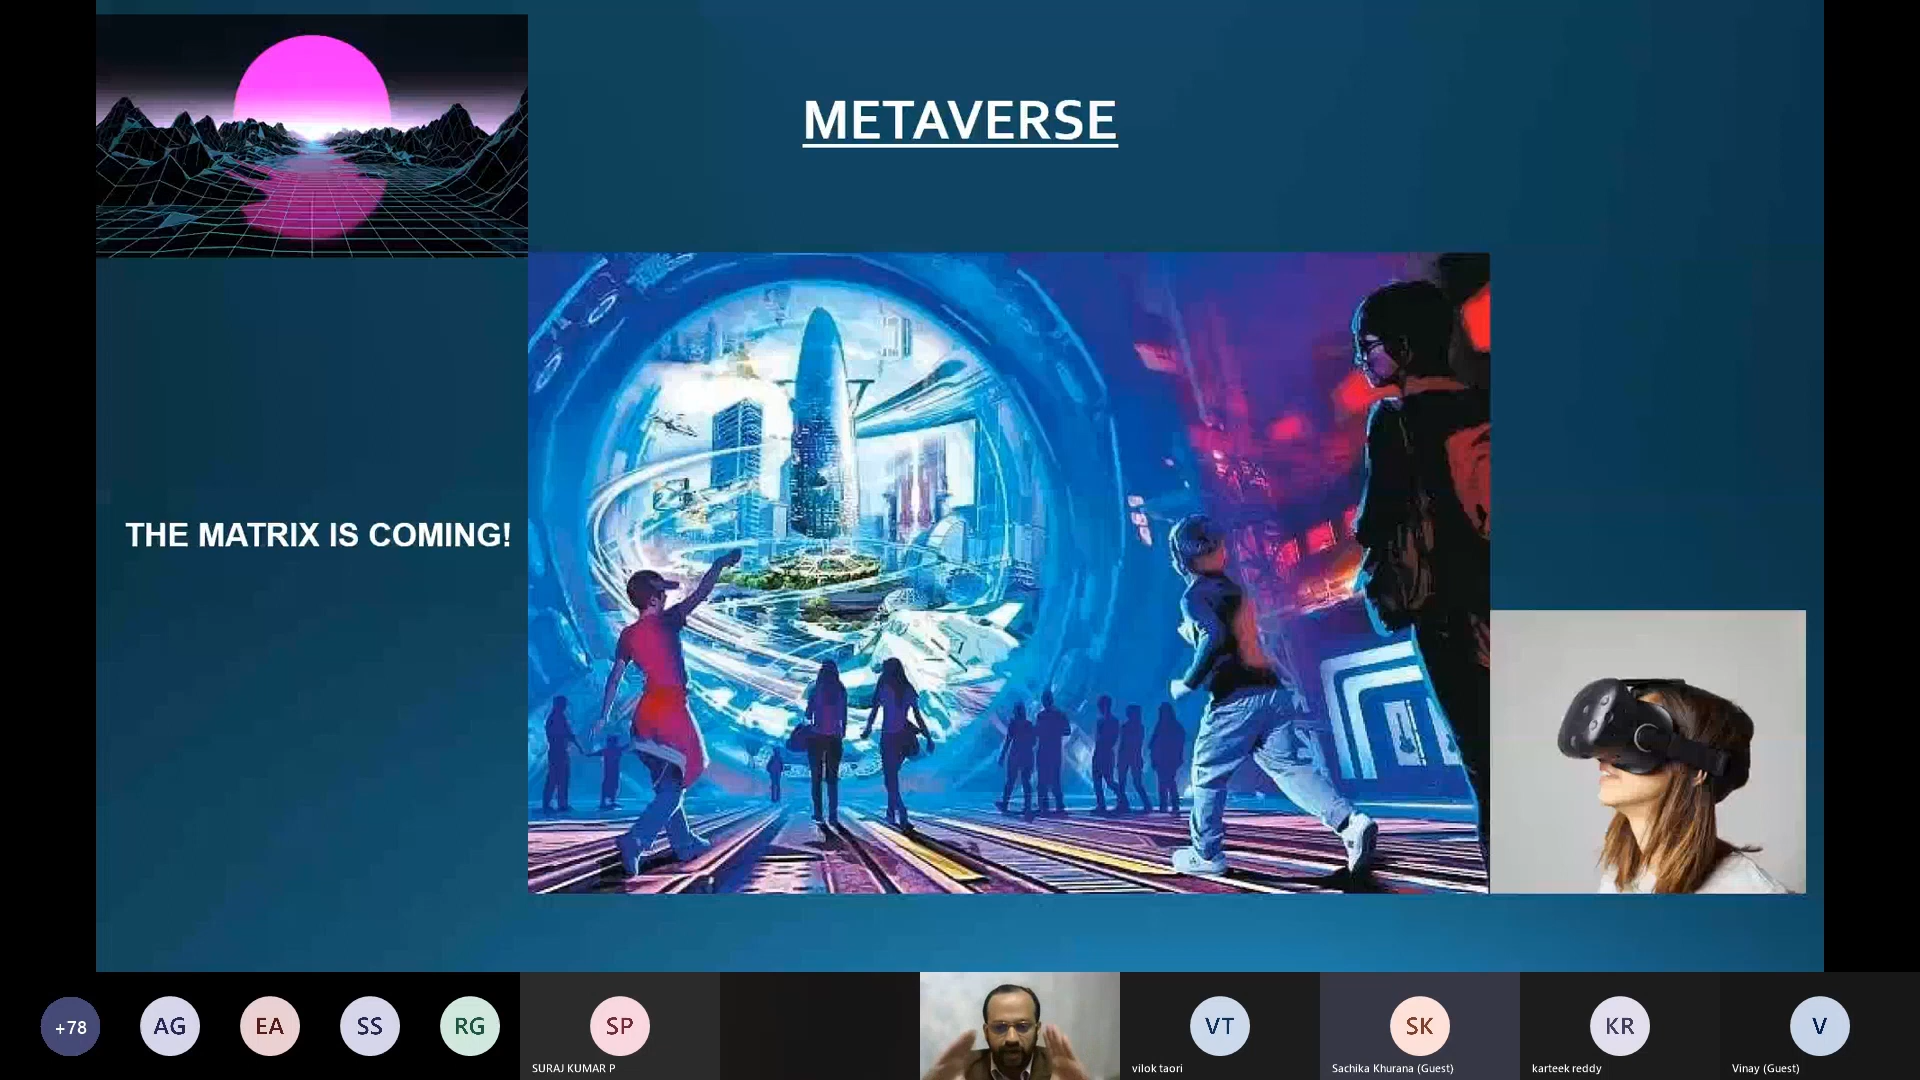 METAVERSE
THE MATRIX IS COMING!
+78
AG
EA
SS
RG
SP
SURAJ KUMAR P
VT
vilok taori
SK
Sachika Khurana (Guest)
KR
karteek reddy
V
Vinay (Guest)